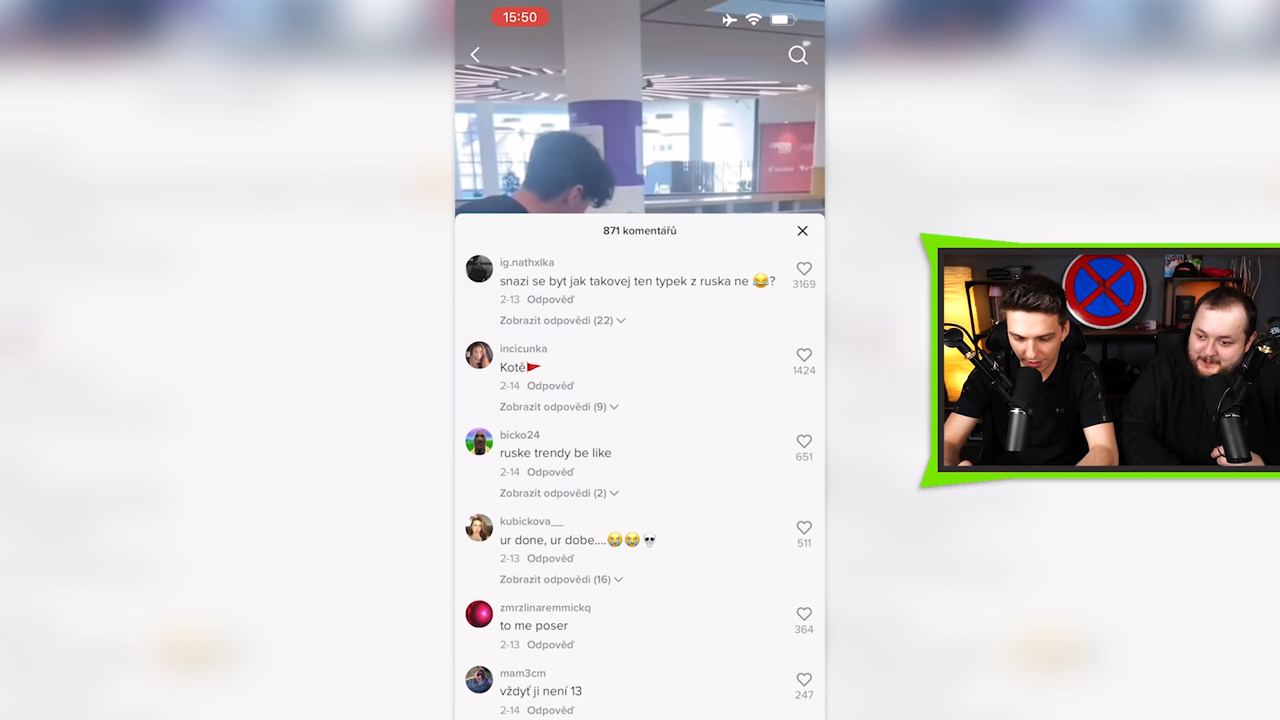 15:50
CINEMA
CITY
871 komentářů
ig.nathxlka
snazi se byt jak takovej ten typek z ruska ne 😂?
3169
2-13 Odpověď
Zobrazit odpovědi (22)
incicunka
Kotě🚩
1424
2-14 Odpověď
Zobrazit odpovědi (9)
bicko24
ruske trendy be like
651
2-14 Odpověď
Zobrazit odpovědi (2)
kubickova__
ur done, ur dobe....😭😭💀
511
2-13 Odpověď
Zobrazit odpovědi (16)
zmrzlinaremmickq
to me poser
364
2-13 Odpověď
mam3cm
vždyť ji není 13
247
2-14 Odpověď